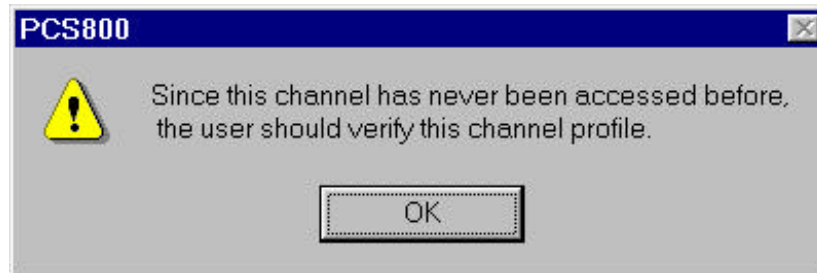 PCS800
Since this channel has never been accessed before,
the user should verify this channel profile.
OK